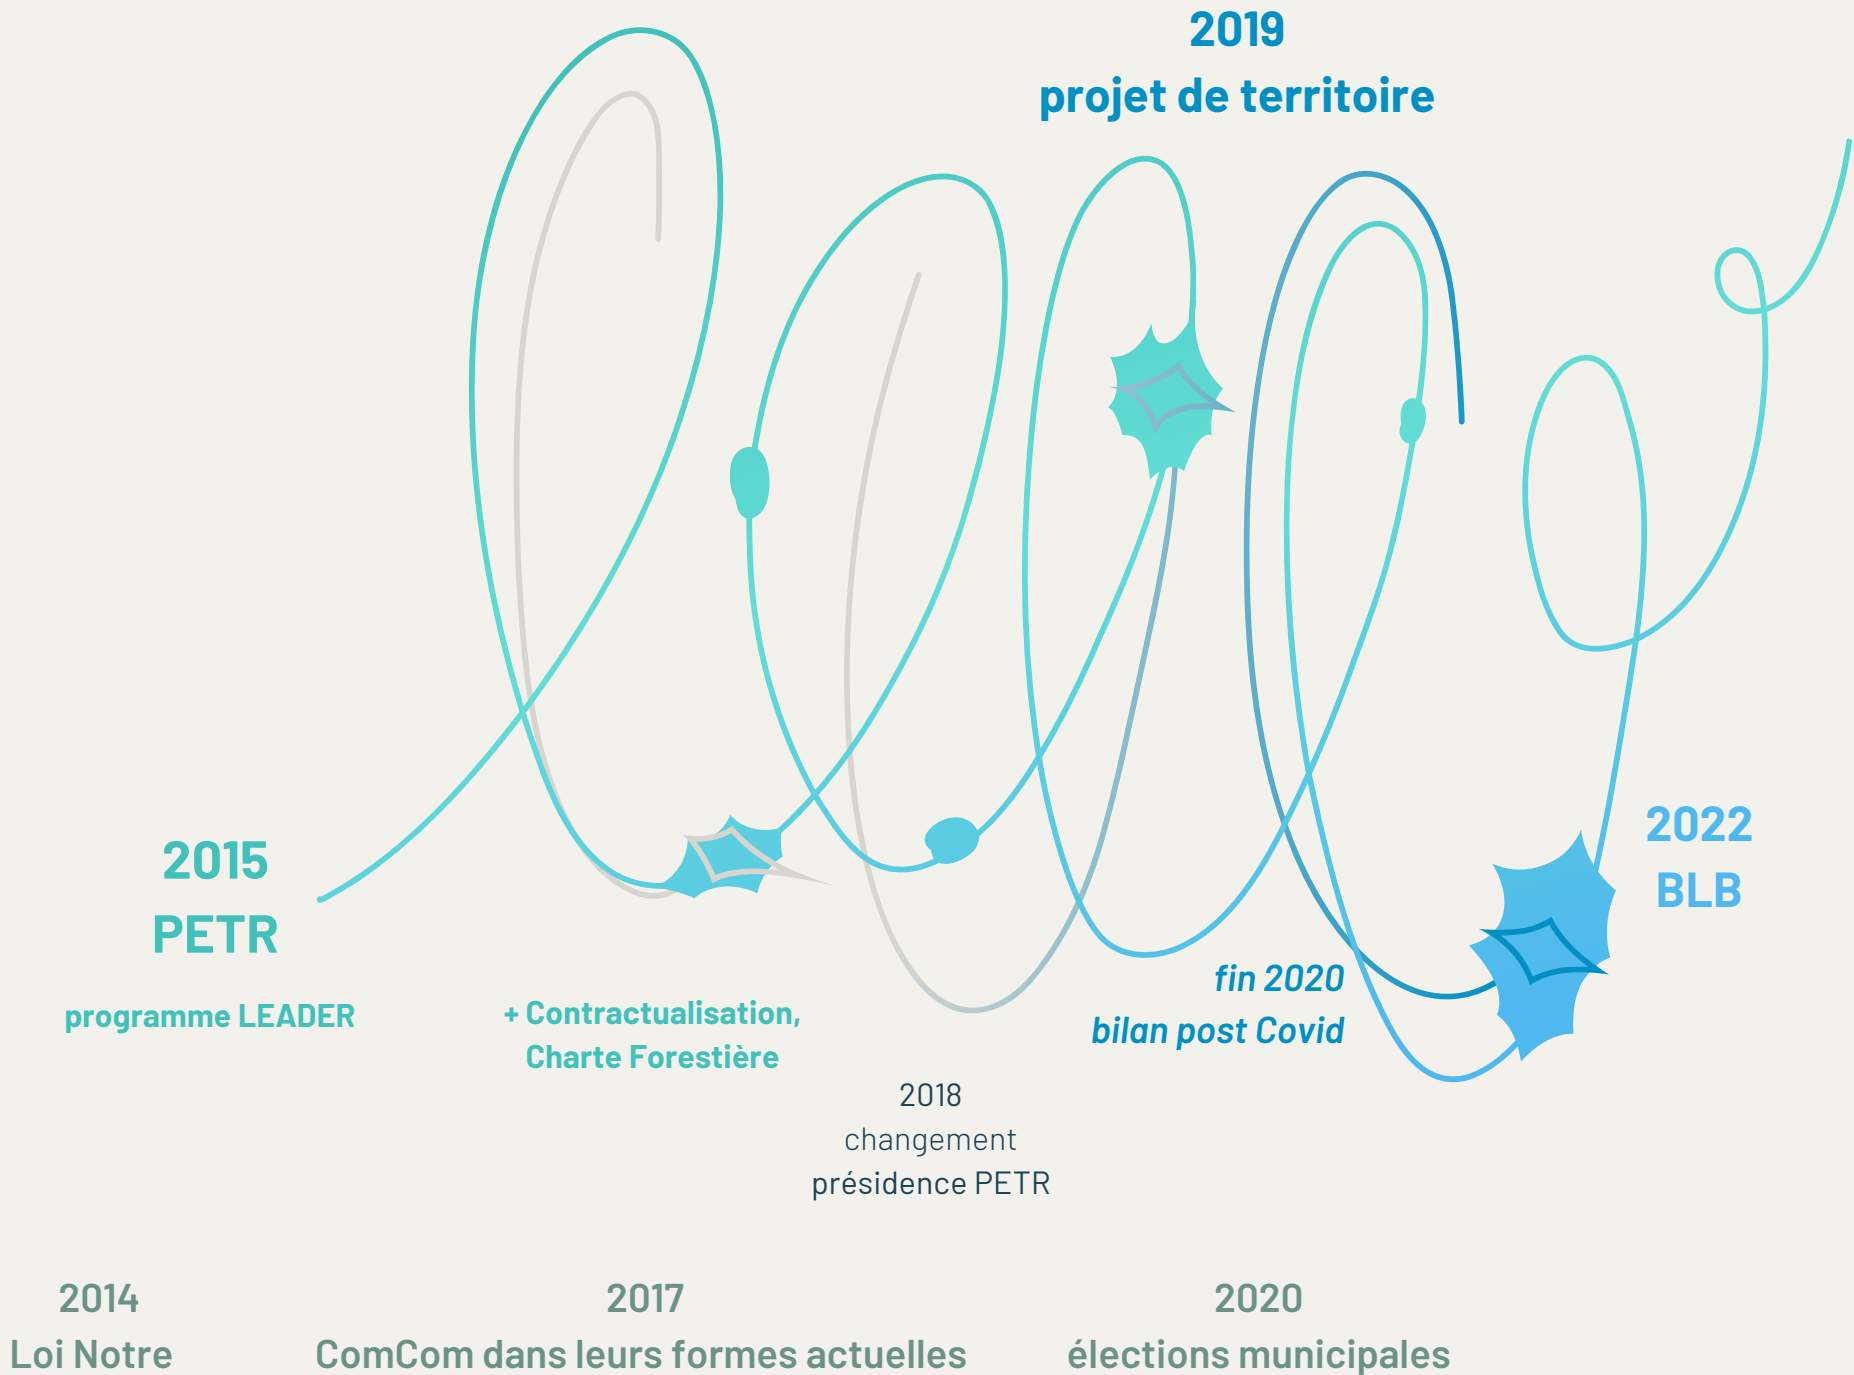 2019
projet de territoire
2015
PETR
programme LEADER
+ Contractualisation,
Charte Forestière
2018
changement
présidence PETR
fin 2020
bilan post Covid
2022
BLB
2014
Loi Notre
2017
ComCom dans leurs formes actuelles
2020
élections municipales